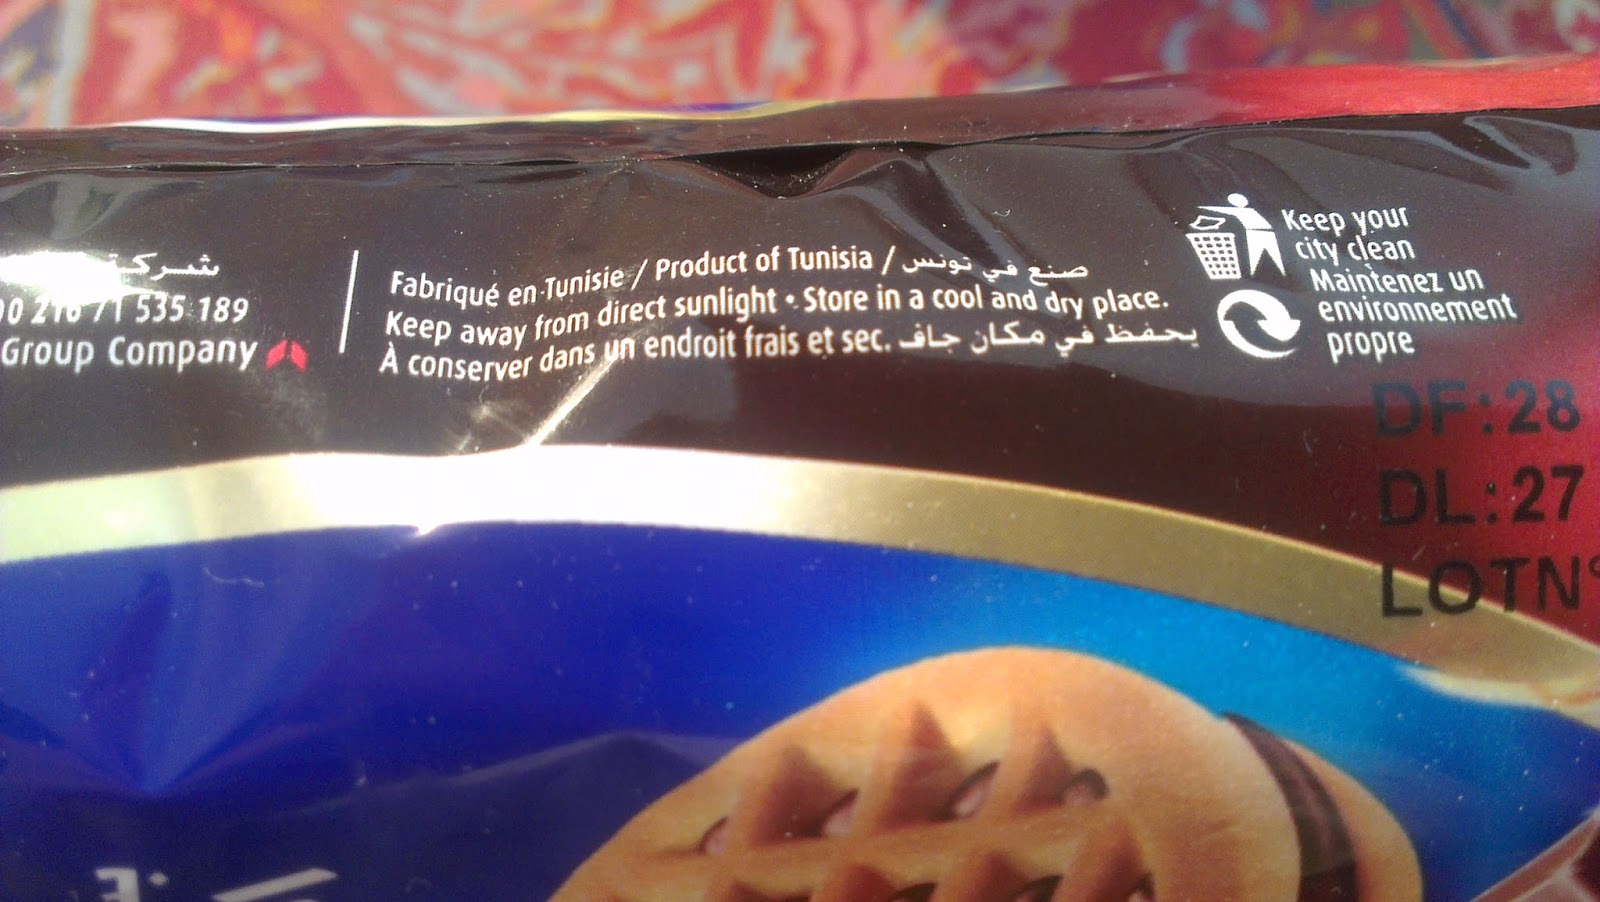 شركة
216 71 535 189
Group Company
Fabriqué en Tunisie / Product of Tunisia / صنع في تونس
Keep away from direct sunlight • Store in a cool and dry place.
À conserver dans un endroit frais et sec. يحفظ في مكان جاف
Keep your
city clean
Maintenez un
environnement
propre
DF:28
DL:27
LOTN°